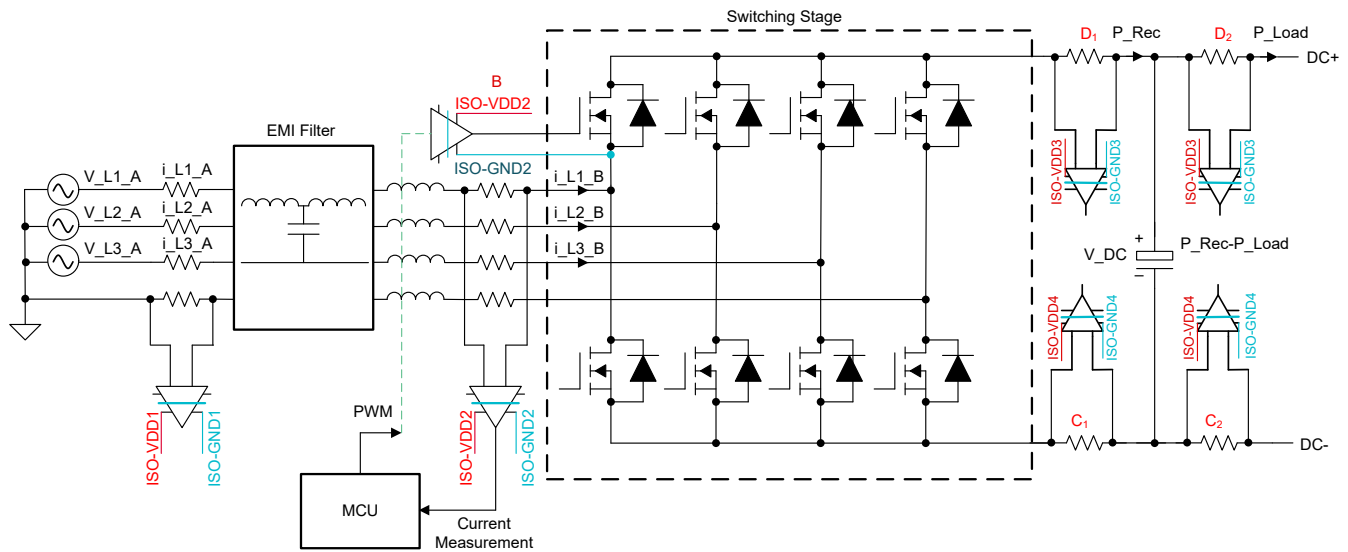 Switching Stage
D₁
P_Rec
D₂
P_Load
DC+
B
ISO-VDD2
EMI Filter
ISO-GND2
ISO-VDD3
ISO-GND3
ISO-VDD3
ISO-GND3
V_L1_A
i_L1_A
i_L1_B
V_L2_A
i_L2_A
i_L2_B
V_L3_A
i_L3_A
i_L3_B
+
V_DC
P_Rec-P_Load
−
ISO-VDD4
ISO-GND4
ISO-VDD4
ISO-GND4
PWM
ISO-VDD1
ISO-GND1
ISO-VDD2
ISO-GND2
C₁
C₂
DC-
MCU
Current
Measurement